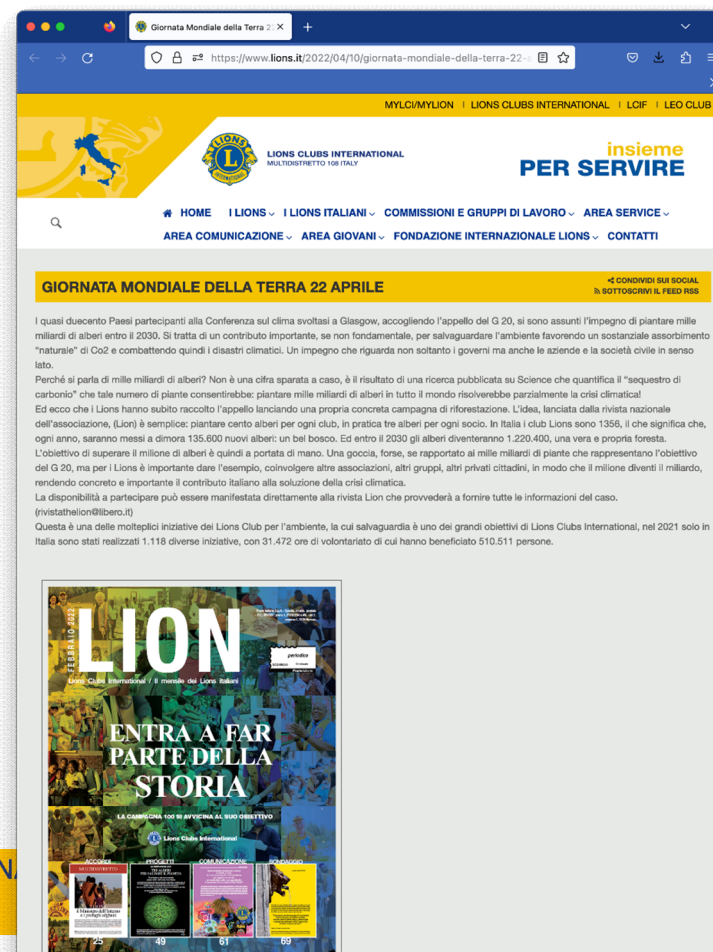 Giornata Mondiale della Terra 2
https://www.lions.it/2022/04/10/giornata-mondiale-della-terra-22-
MYLCI/MYLION | LIONS CLUBS INTERNATIONAL | LCIF | LEO CLUB
LIONS
L
INTERNATIONAL
LIONS CLUBS INTERNATIONAL
MULTIDISTRETTO 108 ITALY
insieme
PER SERVIRE
HOME I LIONS I LIONS ITALIANI COMMISSIONI E GRUPPI DI LAVORO AREA SERVICE
AREA COMUNICAZIONE AREA GIOVANI FONDAZIONE INTERNAZIONALE LIONS CONTATTI
GIORNATA MONDIALE DELLA TERRA 22 APRILE
CONDIVIDI SUI SOCIAL
SOTTOSCRIVI IL FEED RSS
I quasi duecento Paesi partecipanti alla Conferenza sul clima svoltasi a Glasgow, accogliendo l'appello del G 20, si sono assunti l'impegno di piantare mille
miliardi di alberi entro il 2030. Si tratta di un contributo importante, se non fondamentale, per salvaguardare l'ambiente favorendo un sostanziale assorbimento
"naturale" di Co2 e combattendo quindi i disastri climatici. Un impegno che riguarda non soltanto i governi ma anche le aziende e la società civile in senso
lato.
Perché si parla di mille miliardi di alberi? Non è una cifra sparata a caso, è il risultato di una ricerca pubblicata su Science che quantifica il "sequestro di
carbonio" che tale numero di piante consentirebbe: piantare mille miliardi di alberi in tutto il mondo risolverebbe parzialmente la crisi climatica!
Ed ecco che i Lions hanno subito raccolto l'appello lanciando una propria concreta campagna di riforestazione. L'idea, lanciata dalla rivista nazionale
dell'associazione, (Lion) è semplice: piantare cento alberi per ogni club, in pratica tre alberi per ogni socio. In Italia i club Lions sono 1356, il che significa che,
ogni anno, saranno messi a dimora 135.600 nuovi alberi: un bel bosco. Ed entro il 2030 gli alberi diventeranno 1.220.400, una vera e propria foresta.
L'obiettivo di superare il milione di alberi è quindi a portata di mano. Una goccia, forse, se rapportato ai mille miliardi di piante che rappresentano l'obiettivo
del G 20, ma per i Lions è importante dare l'esempio, coinvolgere altre associazioni, altri gruppi, altri privati cittadini, in modo che il milione diventi il miliardo,
rendendo concreto e importante il contributo italiano alla soluzione della crisi climatica.
La disponibilità a partecipare può essere manifestata direttamente alla rivista Lion che provvederà a fornire tutte le informazioni del caso.
(rivistathelion@libero.it)
Questa è una delle molteplici iniziative dei Lions Club per l'ambiente, la cui salvaguardia è uno dei grandi obiettivi di Lions Clubs International, nel 2021 solo in
Italia sono stati realizzati 1.118 diverse iniziative, con 31.472 ore di volontariato di cui hanno beneficiato 510.511 persone.
FEBBRAIO 2022
LION
periodico
Lions Clubs International / Il mensile dei Lions italiani
ENTRA A FAR
PARTE DELLA
STORIA
LA CAMPAGNA 100 SI AVVICINA AL SUO OBIETTIVO
Lions Clubs International
ACCORDI PROGETTI COMUNICAZIONE SONDAGGIO
MULTIDISTRETTO
25 49 61 69